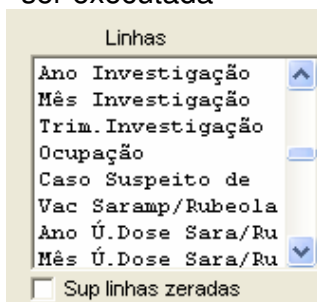 ser executada
Linhas
Ano Investigação
Mês Investigação
Trim.Investigação
Ocupação
Caso Suspeito de
Vac Saramp/Rubeola
Ano Ú.Dose Sara/Ru
Mês Ú.Dose Sara/Ru
Sup linhas zeradas